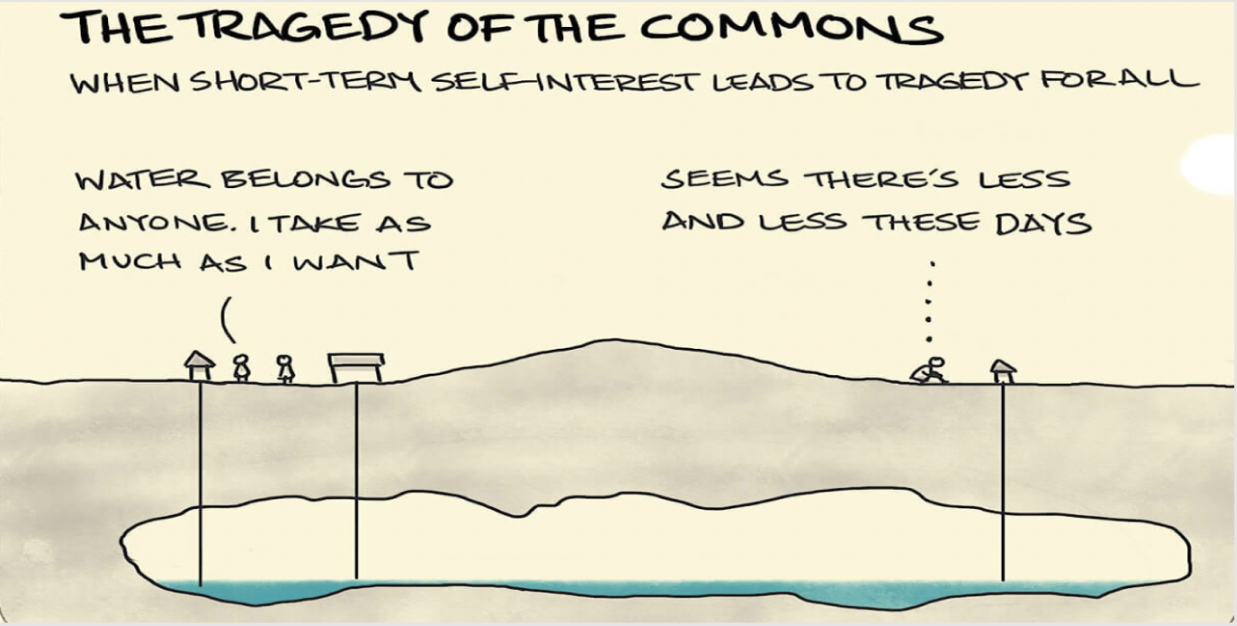 THE TRAGEDY OF THE COMMONS
WHEN SHORT-TERM SELF-INTEREST LEADS TO TRAGEDY FOR ALL
WATER BELONGS TO
ANYONE. I TAKE AS
MUCH AS I WANT
SEEMS THERE'S LESS
AND LESS THESE DAYS